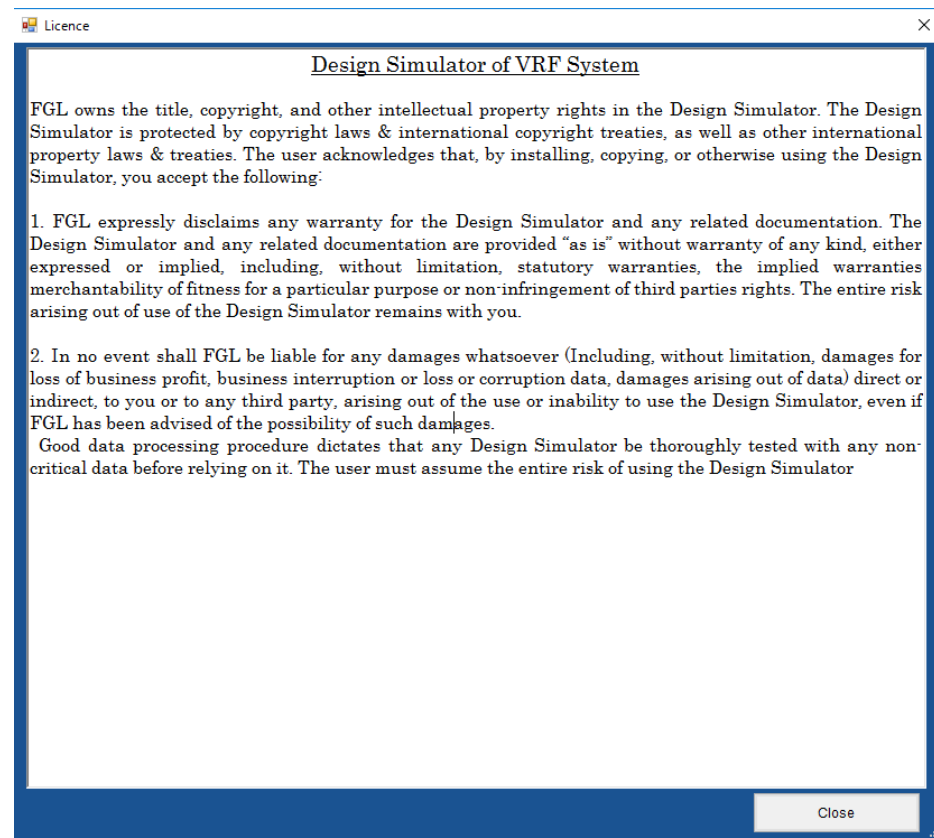 Licence
Design Simulator of VRF System
FGL owns the title, copyright, and other intellectual property rights in the Design Simulator. The Design
Simulator is protected by copyright laws & international copyright treaties, as well as other international
property laws & treaties. The user acknowledges that, by installing, copying, or otherwise using the Design
Simulator, you accept the following:
1. FGL expressly disclaims any warranty for the Design Simulator and any related documentation. The
Design Simulator and any related documentation are provided “as is” without warranty of any kind, either
expressed or implied, including, without limitation, statutory warranties, the implied warranties
merchantability of fitness for a particular purpose or non-infringement of third parties rights. The entire risk
arising out of use of the Design Simulator remains with you.
2. In no event shall FGL be liable for any damages whatsoever (Including, without limitation, damages for
loss of business profit, business interruption or loss or corruption data, damages arising out of data) direct or
indirect, to you or to any third party, arising out of the use or inability to use the Design Simulator, even if
FGL has been advised of the possibility of such damages.
Good data processing procedure dictates that any Design Simulator be thoroughly tested with any non-
critical data before relying on it. The user must assume the entire risk of using the Design Simulator
Close